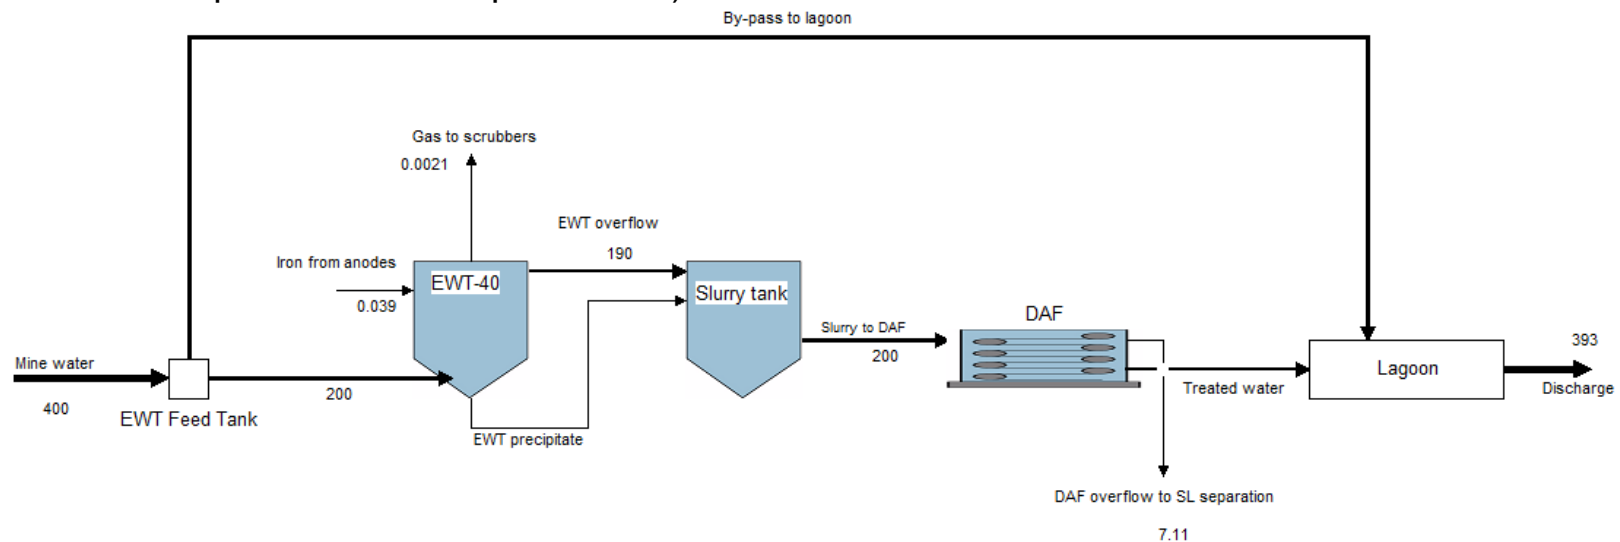 By-pass to lagoon
Gas to scrubbers
0.0021
EWT overflow
190
Iron from anodes
0.039
EWT-40
Slurry tank
Slurry to DAF
200
DAF
393
Mine water
400
EWT Feed Tank
200
EWT precipitate
Treated water
Lagoon
Discharge
DAF overflow to SL separation
7.11